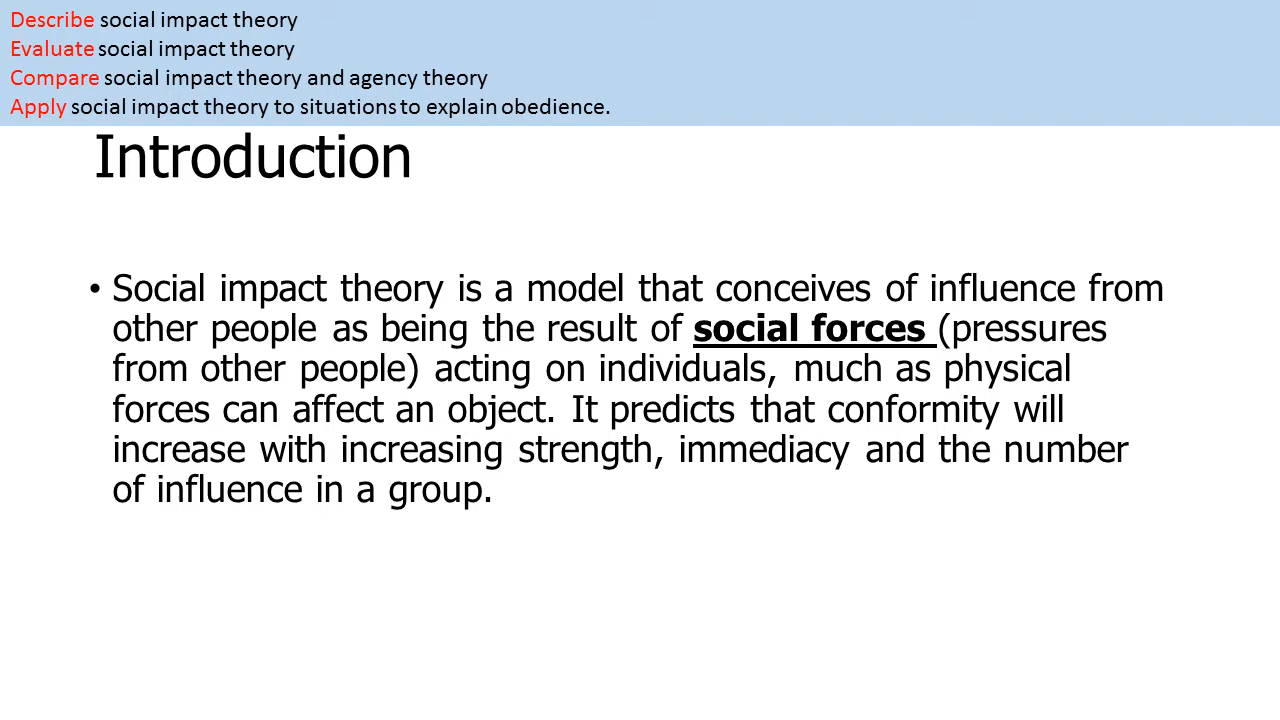 Describe social impact theory
Evaluate social impact theory
Compare social impact theory and agency theory
Apply social impact theory to situations to explain obedience.
Introduction
• Social impact theory is a model that conceives of influence from
other people as being the result of social forces (pressures
from other people) acting on individuals, much as physical
forces can affect an object. It predicts that conformity will
increase with increasing strength, immediacy and the number
of influence in a group.